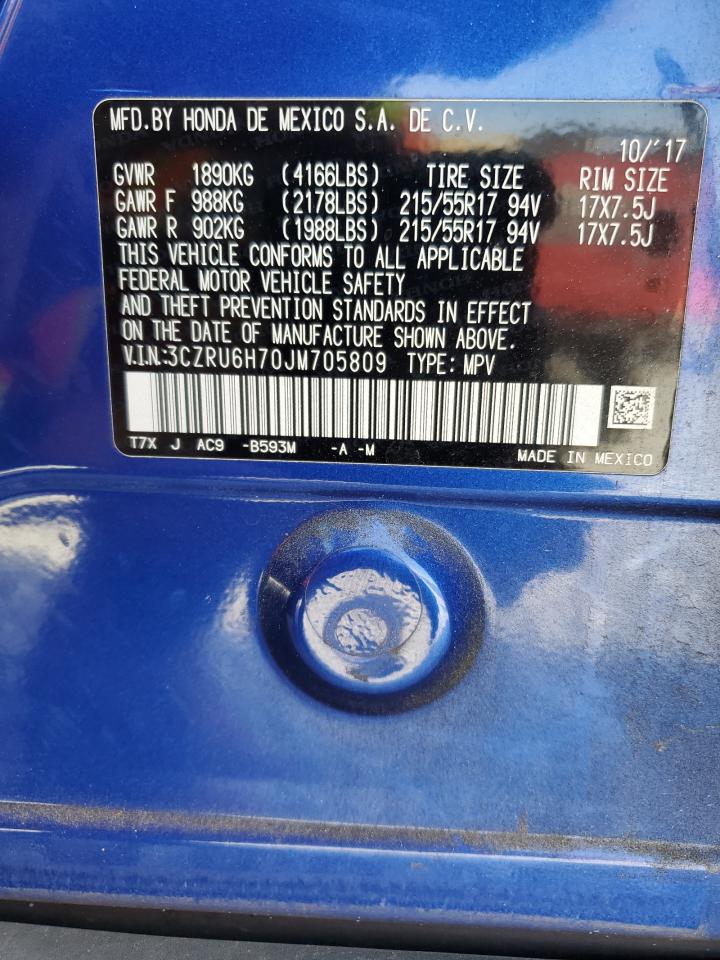 MFD.BY HONDA DE MEXICO S.A. DE C.V.
10/'17
GVWR 1890KG (4166LBS) TIRE SIZE RIM SIZE
GAWR F 988KG (2178LBS) 215/55R17 94V 17X7.5J
GAWR R 902KG (1988LBS) 215/55R17 94V 17X7.5J
THIS VEHICLE CONFORMS TO ALL APPLICABLE
FEDERAL MOTOR VEHICLE SAFETY
AND THEFT PREVENTION STANDARDS IN EFFECT
ON THE DATE OF MANUFACTURE SHOWN ABOVE.
V.I.N.:3CZRU6H70JM705809 TYPE: MPV
T7X J AC9 -B593M -A -M
MADE IN MEXICO